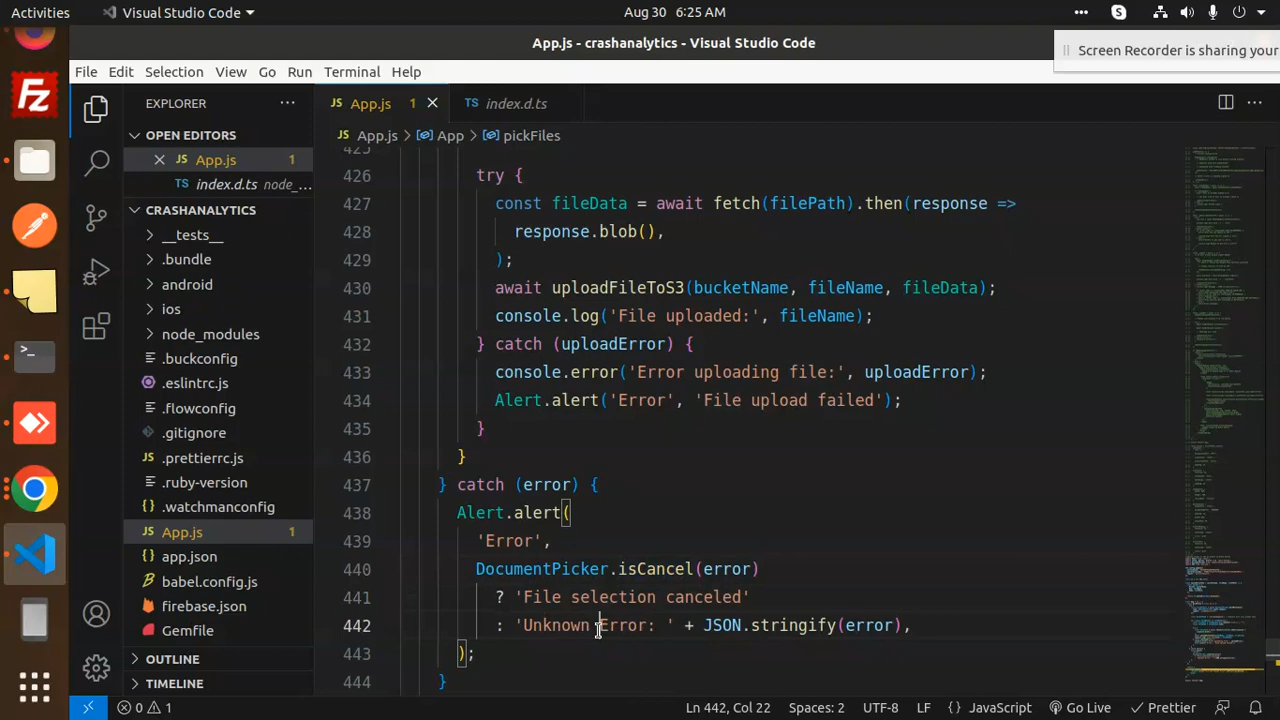 Activities
Visual Studio Code
Aug 30 6:25 AM
App.js - crashanalytics - Visual Studio Code
Screen Recorder is sharing your
File Edit Selection View Go Run Terminal Help
EXPLORER
App.js 1
TS index.d.ts
App.js > App > pickFiles
OPEN EDITORS
JS App.js 1
TS index.d.ts node_...
CRASHANALYTICS
__tests__
.bundle
android
ios
node_modules
.buckconfig
.eslintrc.js
.flowconfig
.gitignore
.prettierrc.js
.ruby-version
.watchmanconfig
App.js 1
app.json
babel.config.js
firebase.json
Gemfile
OUTLINE
TIMELINE
425
426 try {
427 const fileData = await fetch(filePath).then(response =>
428 response.blob(),
429 );
430 uploadFileToS3(bucketName, fileName, fileData);
431 console.log('File uploaded:', fileName);
432 } catch (uploadError) {
433 console.error('Error uploading file:', uploadError);
434 Alert.alert('Error', 'File upload failed');
435 }
436 }
437 } catch (error) {
438 Alert.alert(
439 'Error',
440 DocumentPicker.isCancel(error)
441 ? 'File selection canceled'
442 'Unknown Error: ' + JSON.stringify(error),
443 );
444 }
0 1
Ln 442, Col 22
Spaces: 2
UTF-8
LF
JavaScript
Go Live
Prettier